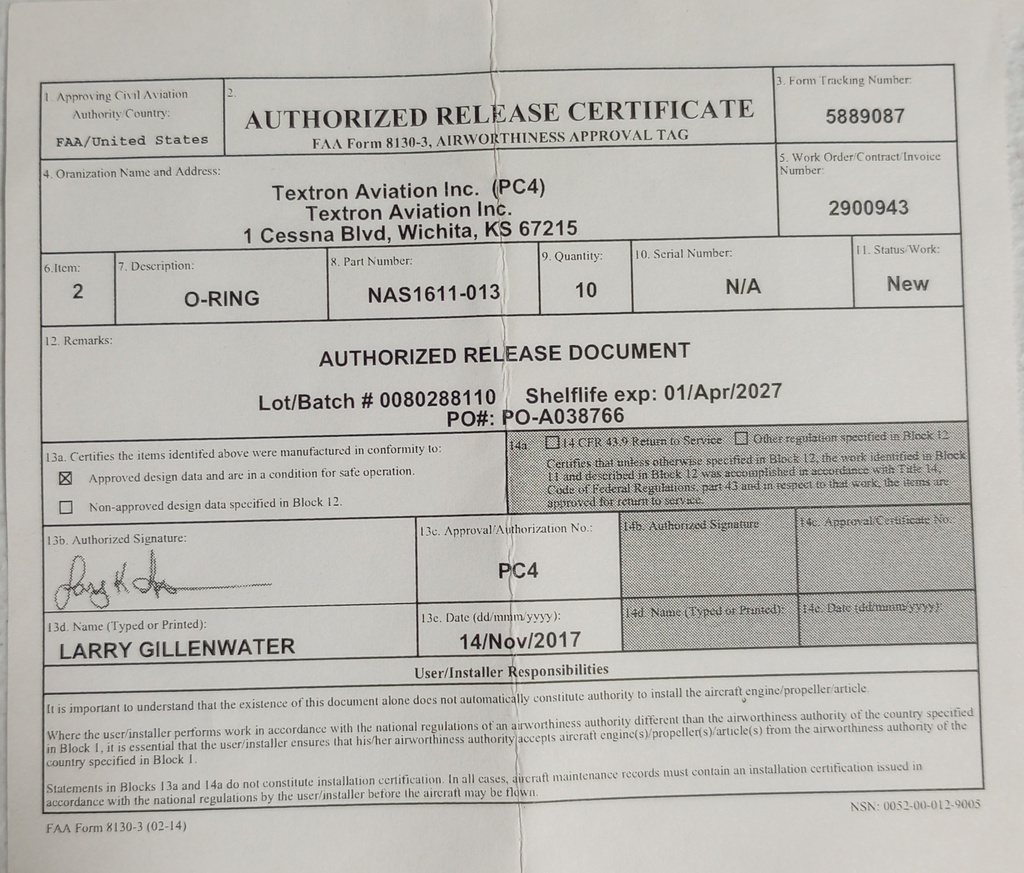 1. Approving Civil Aviation
Authority/Country:
FAA/United States
2.
AUTHORIZED RELEASE CERTIFICATE
FAA Form 8130-3, AIRWORTHINESS APPROVAL TAG
3. Form Tracking Number:
5889087
4. Oranization Name and Address:
Textron Aviation Inc. (PC4)
Textron Aviation Inc.
1 Cessna Blvd, Wichita, KS 67215
5. Work Order/Contract/Invoice
Number:
2900943
6.Item:
2
7. Description:
O-RING
8. Part Number:
NAS1611-013
9. Quantity:
10
10. Serial Number:
N/A
11. Status/Work:
New
12. Remarks:
AUTHORIZED RELEASE DOCUMENT
Lot/Batch # 0080288110 Shelflife exp: 01/Apr/2027
PO#: PO-A038766
13a. Certifies the items identifed above were manufactured in conformity to:
Approved design data and are in a condition for safe operation.
Non-approved design data specified in Block 12.
14a. 14 CFR 43.9 Return to Service Other regulation specified in Block 12
Certifies that unless otherwise specified in Block 12, the work identified in Block
11 and described in Block 12 was accomplished in accordance with Title 14,
Code of Federal Regulations, part 43 and in respect to that work, the items are
approved for return to service.
13b. Authorized Signature:
13c. Approval/Authorization No.:
PC4
14b. Authorized Signature
14c. Approval/Certificate No.:
13d. Name (Typed or Printed):
LARRY GILLENWATER
13e. Date (dd/mmm/yyyy):
14/Nov/2017
14d. Name (Typed or Printed):
14e. Date (dd/mmm/yyyy):
User/Installer Responsibilities
It is important to understand that the existence of this document alone does not automatically constitute authority to install the aircraft engine/propeller/article.
Where the user/installer performs work in accordance with the national regulations of an airworthiness authority different than the airworthiness authority of the country specified
in Block 1, it is essential that the user/installer ensures that his/her airworthiness authority accepts aircraft engine(s)/propeller(s)/article(s) from the airworthiness authority of the
country specified in Block 1.
Statements in Blocks 13a and 14a do not constitute installation certification. In all cases, aircraft maintenance records must contain an installation certification issued in
accordance with the national regulations by the user/installer before the aircraft may be flown.
FAA Form 8130-3 (02-14)
NSN: 0052-00-012-9005